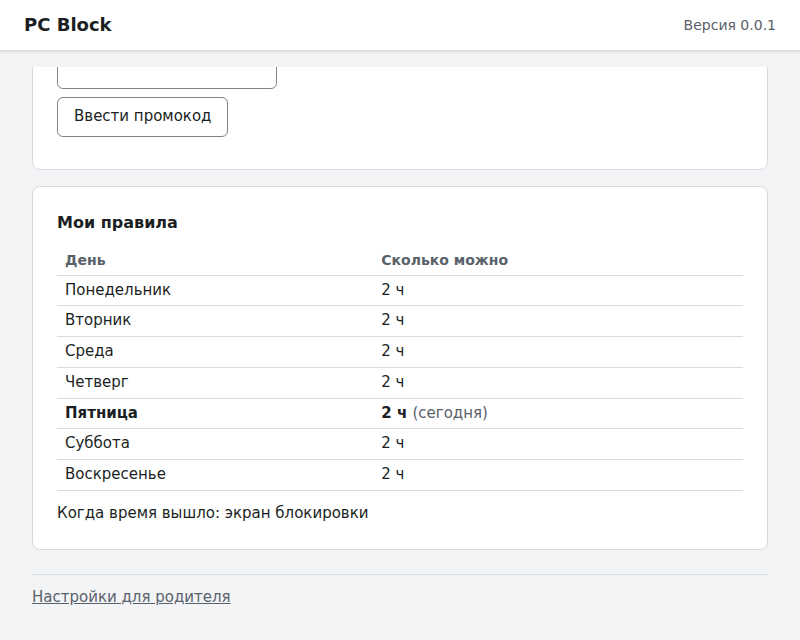 PC Block
Версия 0.0.1
Ввести промокод
Мои правила
День Сколько можно
Понедельник 2 ч
Вторник 2 ч
Среда 2 ч
Четверг 2 ч
Пятница 2 ч (сегодня)
Суббота 2 ч
Воскресенье 2 ч
Когда время вышло: экран блокировки
Настройки для родителя